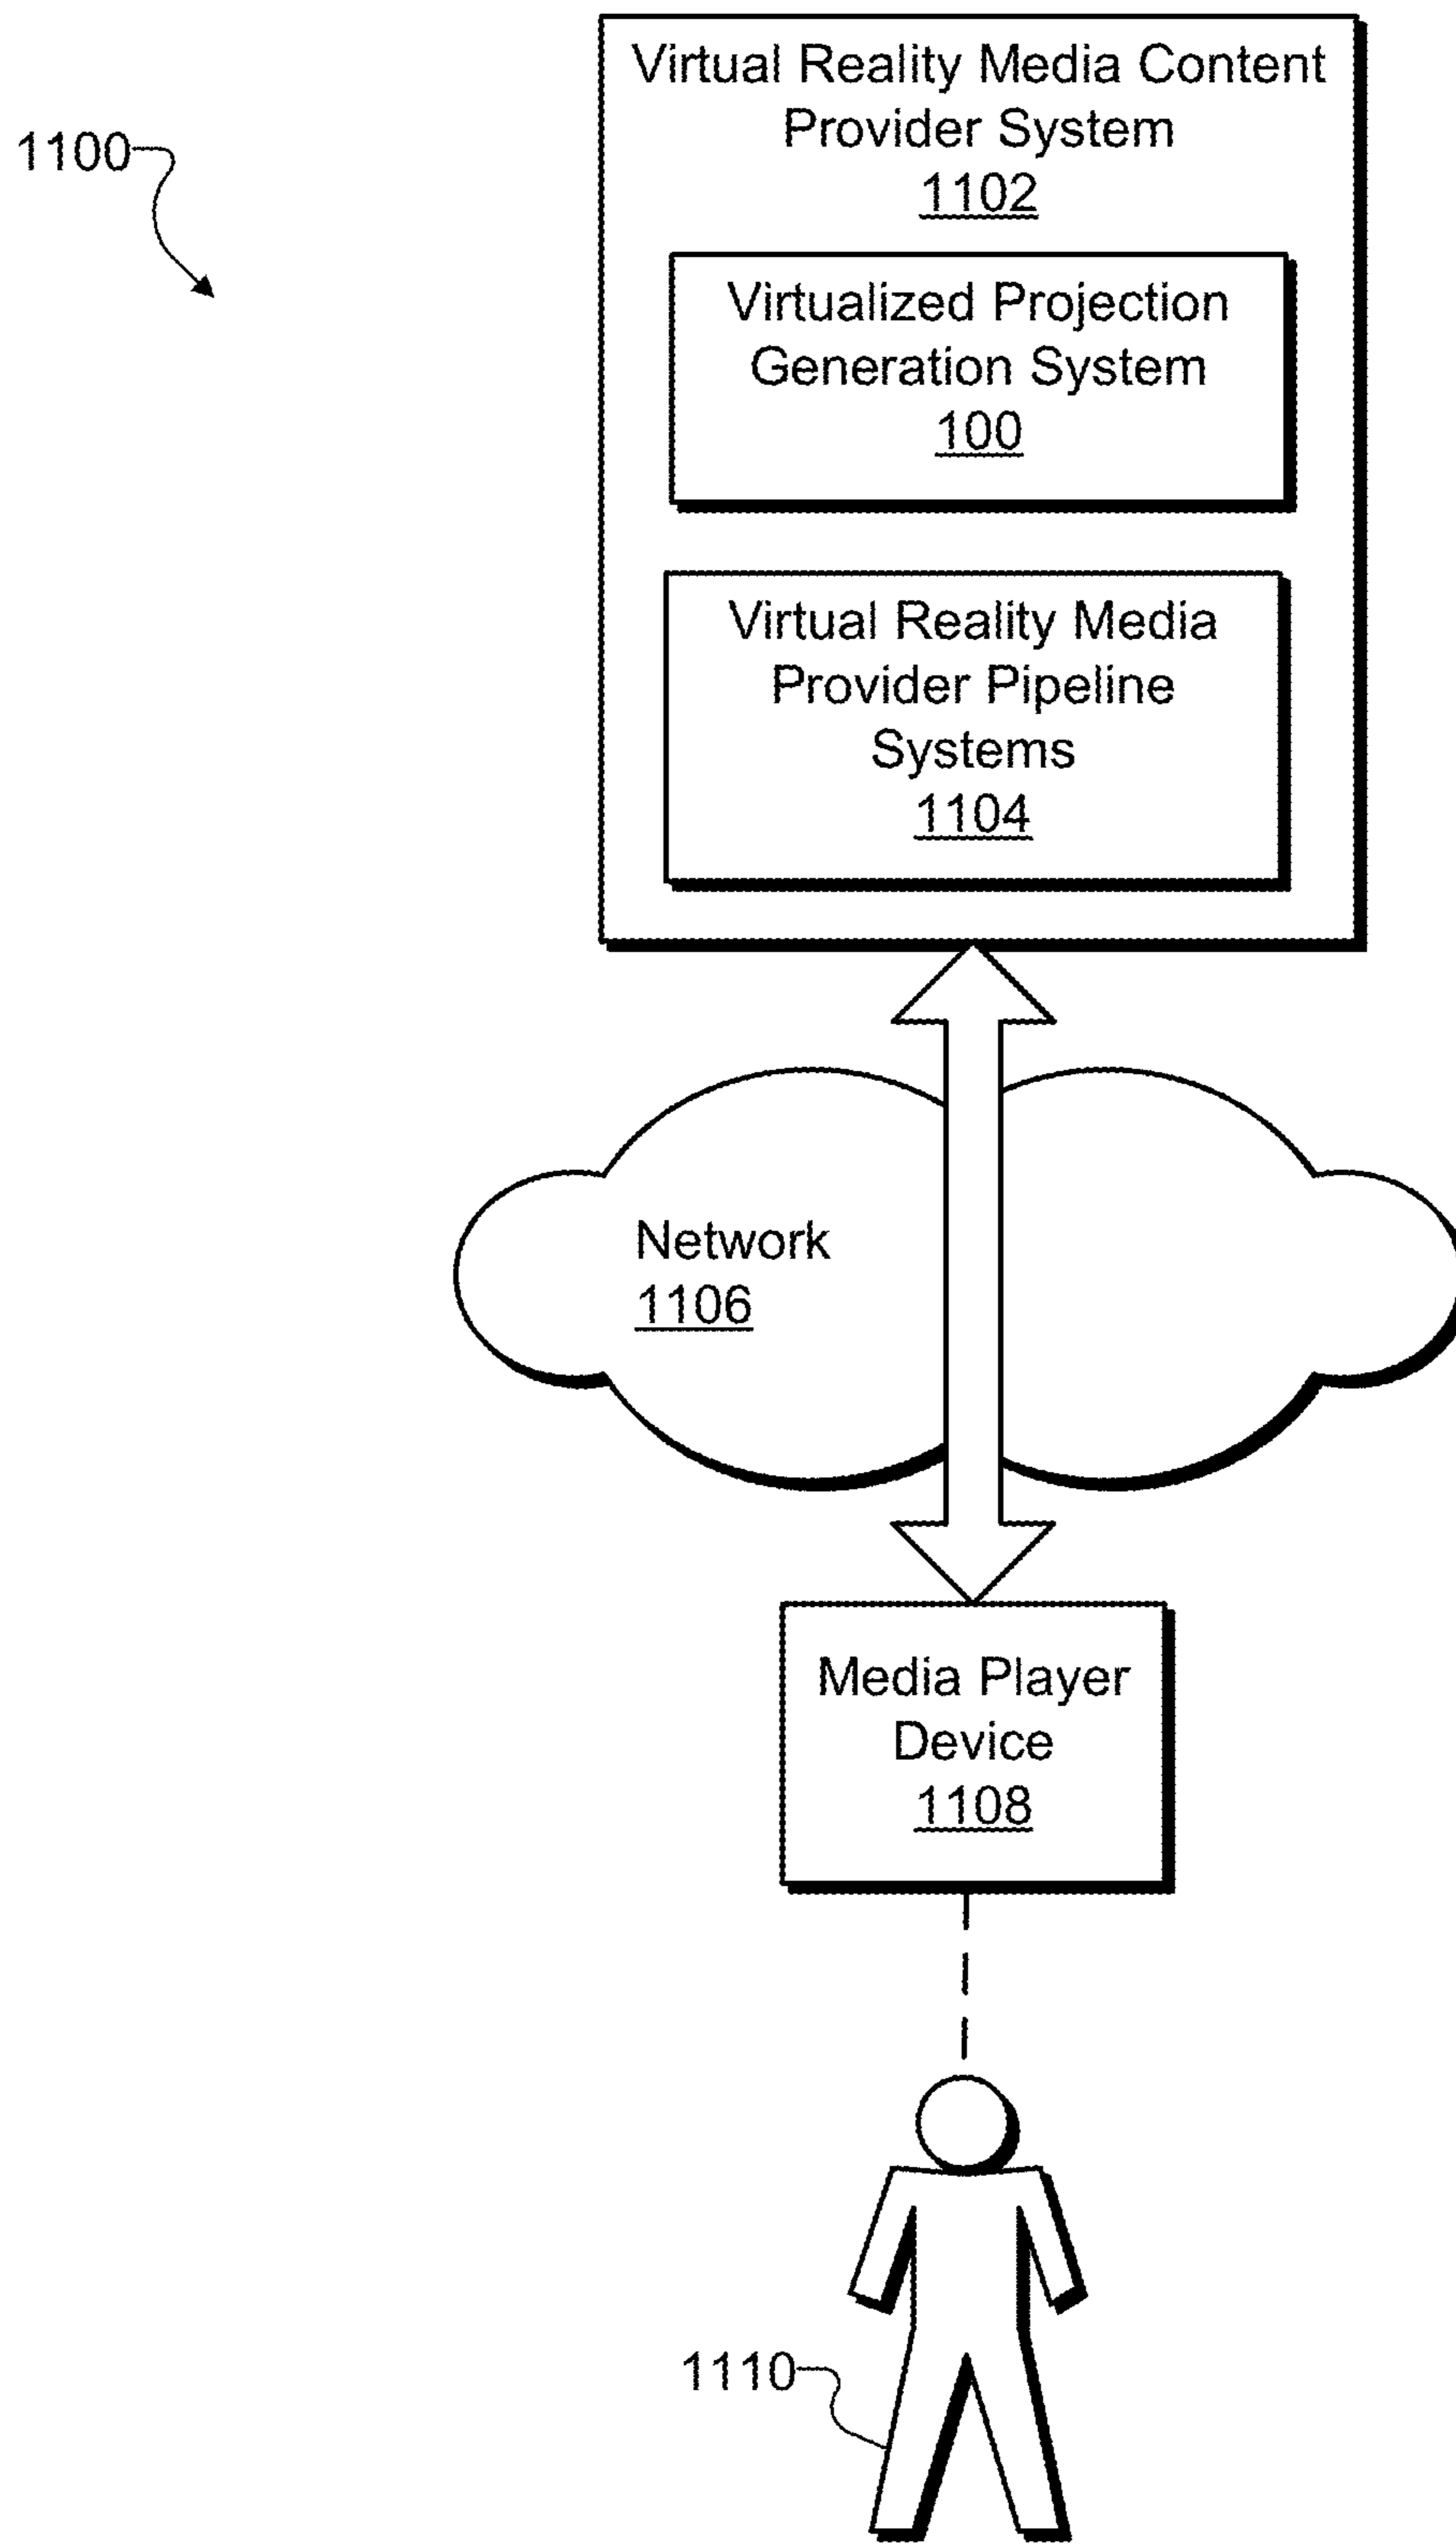 1100
Virtual Reality Media Content
Provider System
1102
Virtualized Projection
Generation System
100
Virtual Reality Media
Provider Pipeline
Systems
1104
Network
1106
Media Player
Device
1108
1110